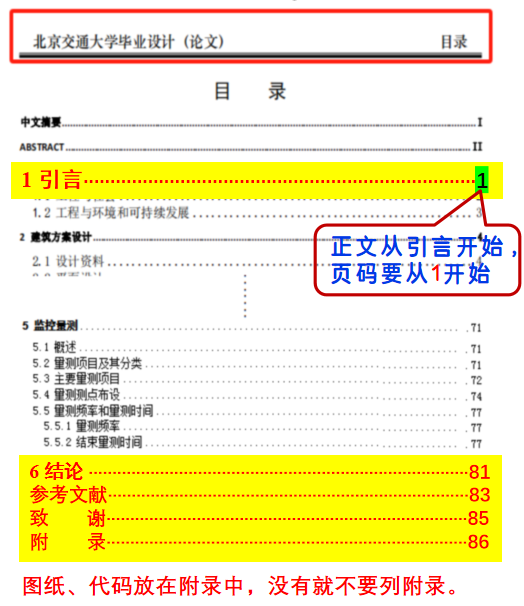 北京交通大学毕业设计（论文） 目录
目 录
中文摘要 I
ABSTRACT II
1 引言 1
1.2 工程与环境和可持续发展 3
2 建筑方案设计 4
正文从引言开始，
页码要从1开始
2.1 设计资料 4
5 监控量测 71
5.1 概述 71
5.2 量测项目及其分类 71
5.3 主要量测项目 72
5.4 量测测点布设 74
5.5 量测频率和量测时间 77
5.5.1 量测频率 77
5.5.2 结束量测时间 77
6 结论 81
参考文献 83
致 谢 85
附 录 86
图纸、代码放在附录中，没有就不要列附录。